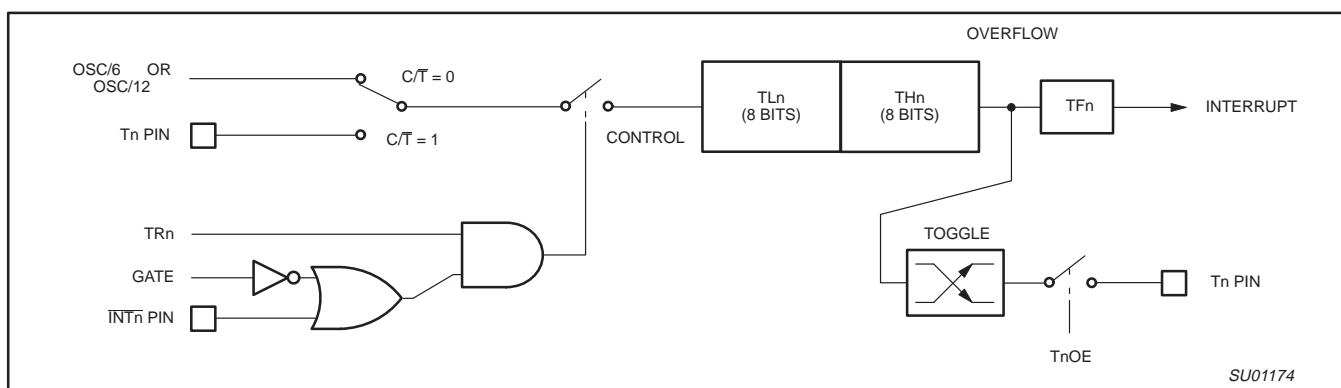 OVERFLOW
OSC/6 OR
OSC/12
C/T̅ = 0
TLn
(8 BITS)
THn
(8 BITS)
TFn
INTERRUPT
Tn PIN
C/T̅ = 1
CONTROL
TRn
TOGGLE
GATE
Tn PIN
I̅N̅T̅n̅ PIN
TnOE
SU01174